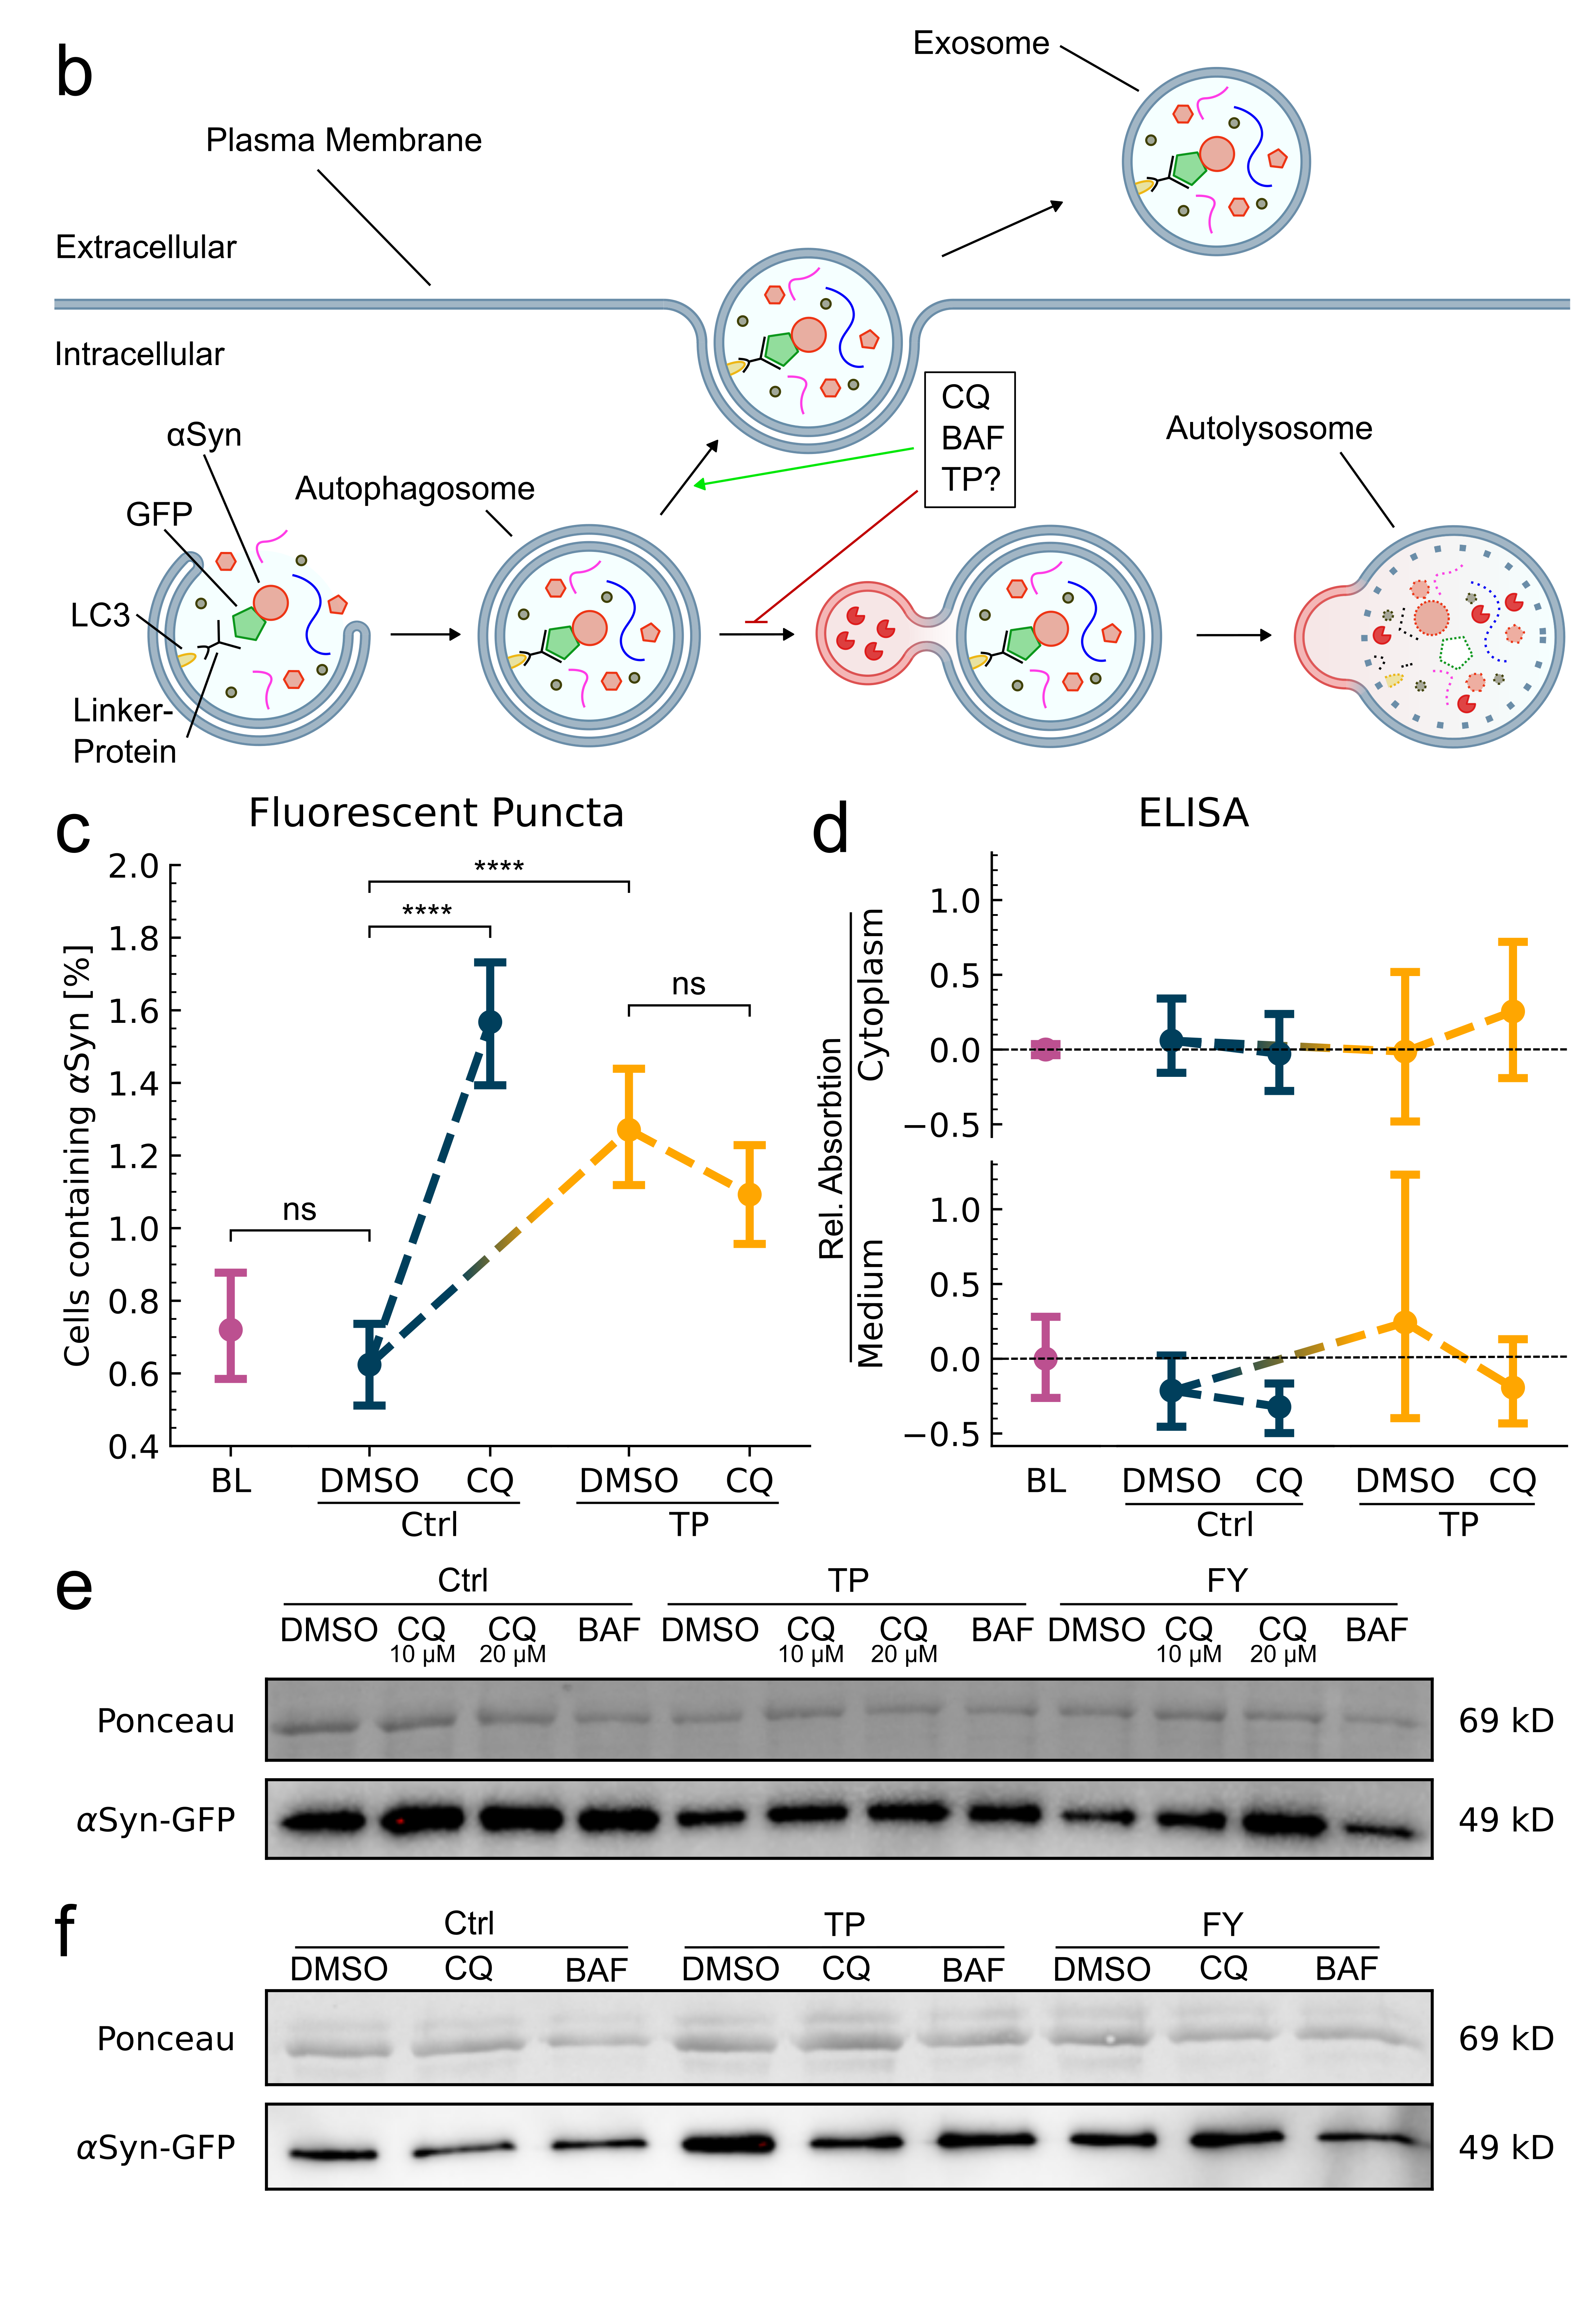 b
Exosome
Plasma Membrane
Extracellular
Intracellular
CQ
BAF
TP?
αSyn
Autophagosome
Autolysosome
GFP
LC3
Linker-
Protein
c
Fluorescent Puncta
Cells containing αSyn [%]
2.0
1.8
1.6
1.4
1.2
1.0
0.8
0.6
0.4
****
****
ns
ns
BL
DMSO
CQ
DMSO
CQ
Ctrl
TP
d
ELISA
Rel. Absorbtion
Cytoplasm
Medium
1.0
0.5
0.0
−0.5
1.0
0.5
0.0
−0.5
BL
DMSO
CQ
DMSO
CQ
Ctrl
TP
e
Ctrl TP FY
DMSO CQ CQ BAF DMSO CQ CQ BAF DMSO CQ CQ BAF
10 µM 20 µM 10 µM 20 µM 10 µM 20 µM
Ponceau 69 kD
αSyn-GFP 49 kD
f
Ctrl TP FY
DMSO CQ BAF DMSO CQ BAF DMSO CQ BAF
Ponceau 69 kD
αSyn-GFP 49 kD